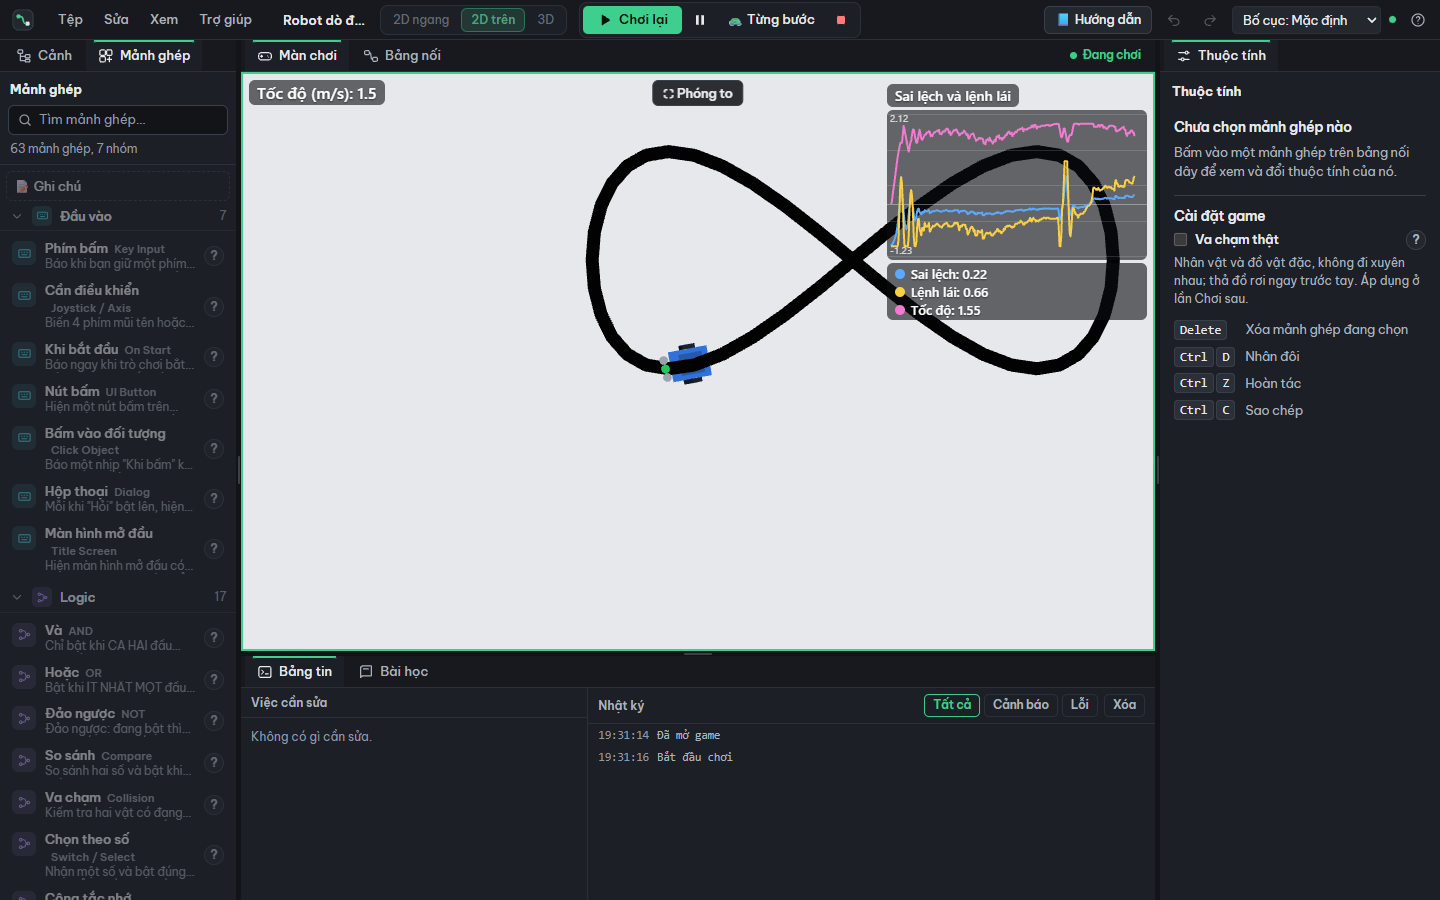 Tệp Sửa Xem Trợ giúp Robot dò đ... 2D ngang 2D trên 3D Chơi lại Từng bước Hướng dẫn Bố cục: Mặc định
Cảnh Mảnh ghép
Màn chơi Bảng nối Đang chơi
Thuộc tính
Mảnh ghép
Tìm mảnh ghép...
63 mảnh ghép, 7 nhóm
Ghi chú
Đầu vào 7
Phím bấm Key Input
Báo khi bạn giữ một phím...
Cần điều khiển
Joystick / Axis
Biến 4 phím mũi tên hoặc...
Khi bắt đầu On Start
Báo ngay khi trò chơi bắt...
Nút bấm UI Button
Hiện một nút bấm trên...
Bấm vào đối tượng
Click Object
Báo một nhịp "Khi bấm" k...
Hộp thoại Dialog
Mỗi khi "Hỏi" bật lên, hiện...
Màn hình mở đầu
Title Screen
Hiện màn hình mở đầu có...
Logic 17
Và AND
Chỉ bật khi CẢ HAI đầu...
Hoặc OR
Bật khi ÍT NHẤT MỘT đầu...
Đảo ngược NOT
Đảo ngược: đang bật thì...
So sánh Compare
So sánh hai số và bật khi...
Va chạm Collision
Kiểm tra hai vật có đang...
Chọn theo số
Switch / Select
Nhận một số và bật đúng...
Công tắc nhớ
Tốc độ (m/s): 1.5
Phóng to
Sai lệch và lệnh lái
2.12
-1.23
Sai lệch: 0.22
Lệnh lái: 0.66
Tốc độ: 1.55
Bảng tin Bài học
Việc cần sửa
Không có gì cần sửa.
Nhật ký Tất cả Cảnh báo Lỗi Xóa
19:31:14 Đã mở game
19:31:16 Bắt đầu chơi
Thuộc tính
Chưa chọn mảnh ghép nào
Bấm vào một mảnh ghép trên bảng nối
dây để xem và đổi thuộc tính của nó.
Cài đặt game
Va chạm thật ?
Nhân vật và đồ vật đặc, không đi xuyên
nhau; thả đồ rơi ngay trước tay. Áp dụng ở
lần Chơi sau.
Delete Xóa mảnh ghép đang chọn
Ctrl D Nhân đôi
Ctrl Z Hoàn tác
Ctrl C Sao chép